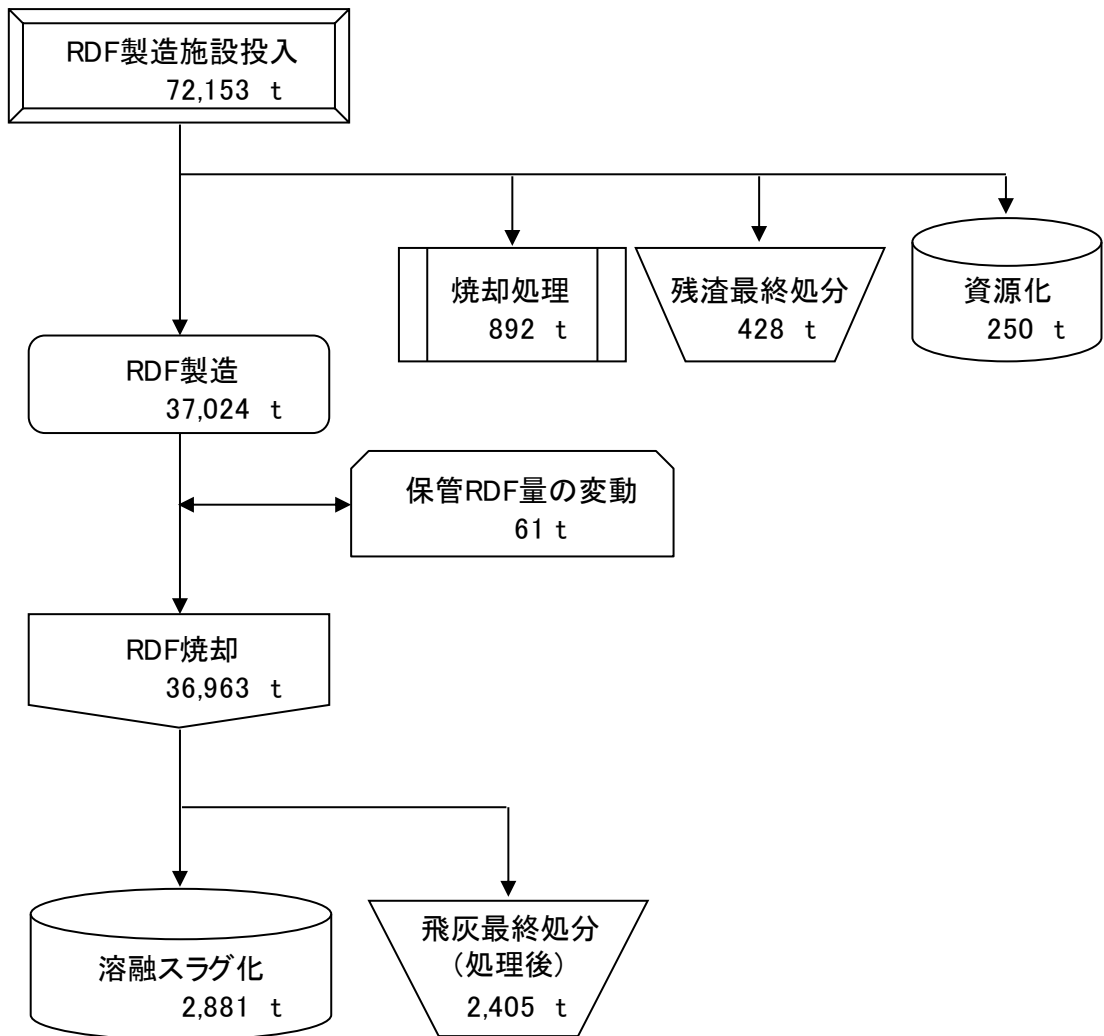 RDF製造施設投入
72,153 t
焼却処理
892 t
残渣最終処分
428 t
資源化
250 t
RDF製造
37,024 t
保管RDF量の変動
61 t
RDF焼却
36,963 t
溶融スラグ化
2,881 t
飛灰最終処分
(処理後)
2,405 t